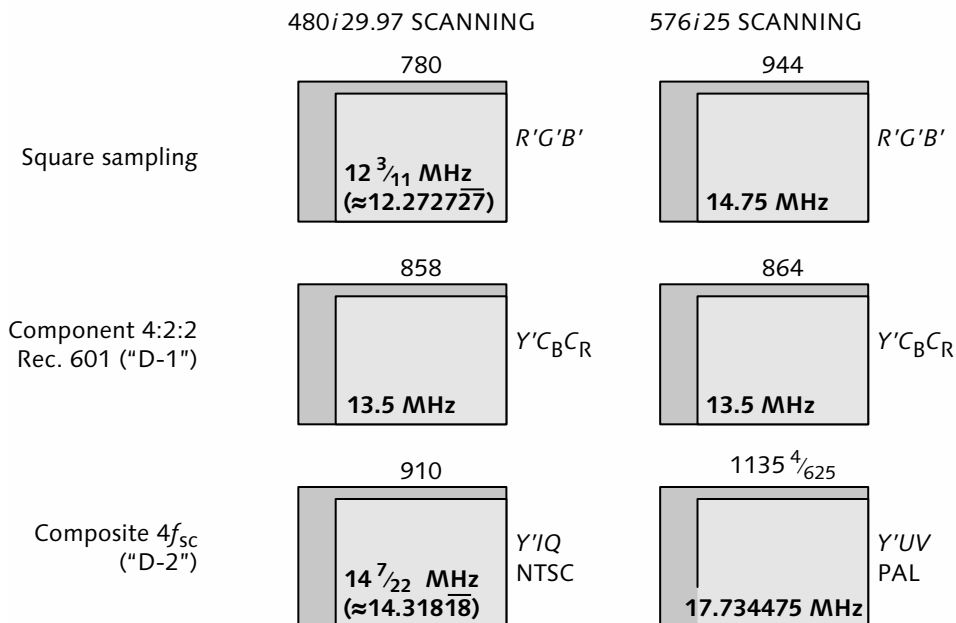 480i29.97 SCANNING 576i25 SCANNING
780 944
Square sampling
R'G'B' R'G'B'
12 3⁄11 MHz
(≈12.272727̅) 14.75 MHz
858 864
Component 4:2:2
Rec. 601 ("D-1")
Y'CBCR Y'CBCR
13.5 MHz 13.5 MHz
910 1135 4⁄625
Composite 4fsc
("D-2")
Y'IQ
NTSC
Y'UV
PAL
14 7⁄22 MHz
(≈14.31818̅) 17.734475 MHz